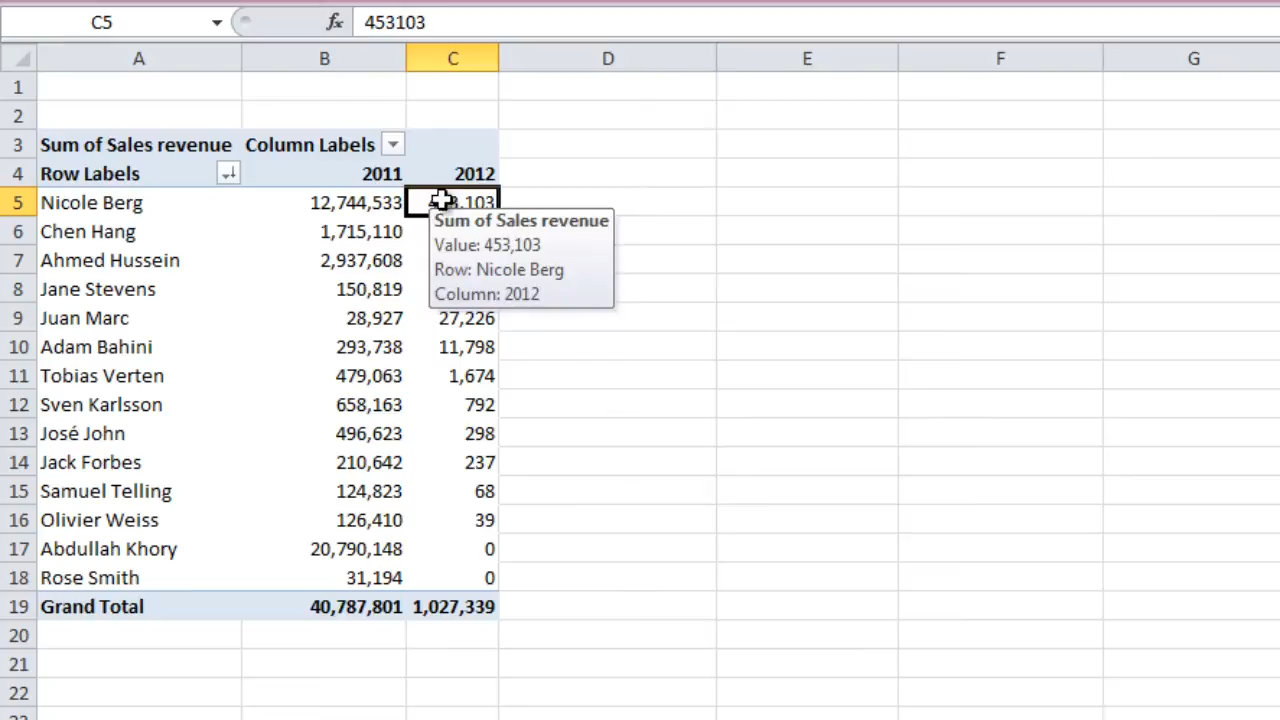 C5 fx 453103
A B C D E F G
1
2
3 Sum of Sales revenue Column Labels
4 Row Labels 2011 2012
5 Nicole Berg 12,744,533
Sum of Sales revenue
Value: 453,103
Row: Nicole Berg
Column: 2012
6 Chen Hang 1,715,110
7 Ahmed Hussein 2,937,608
8 Jane Stevens 150,819
9 Juan Marc 28,927 27,226
10 Adam Bahini 293,738 11,798
11 Tobias Verten 479,063 1,674
12 Sven Karlsson 658,163 792
13 José John 496,623 298
14 Jack Forbes 210,642 237
15 Samuel Telling 124,823 68
16 Olivier Weiss 126,410 39
17 Abdullah Khory 20,790,148 0
18 Rose Smith 31,194 0
19 Grand Total 40,787,801 1,027,339
20
21
22